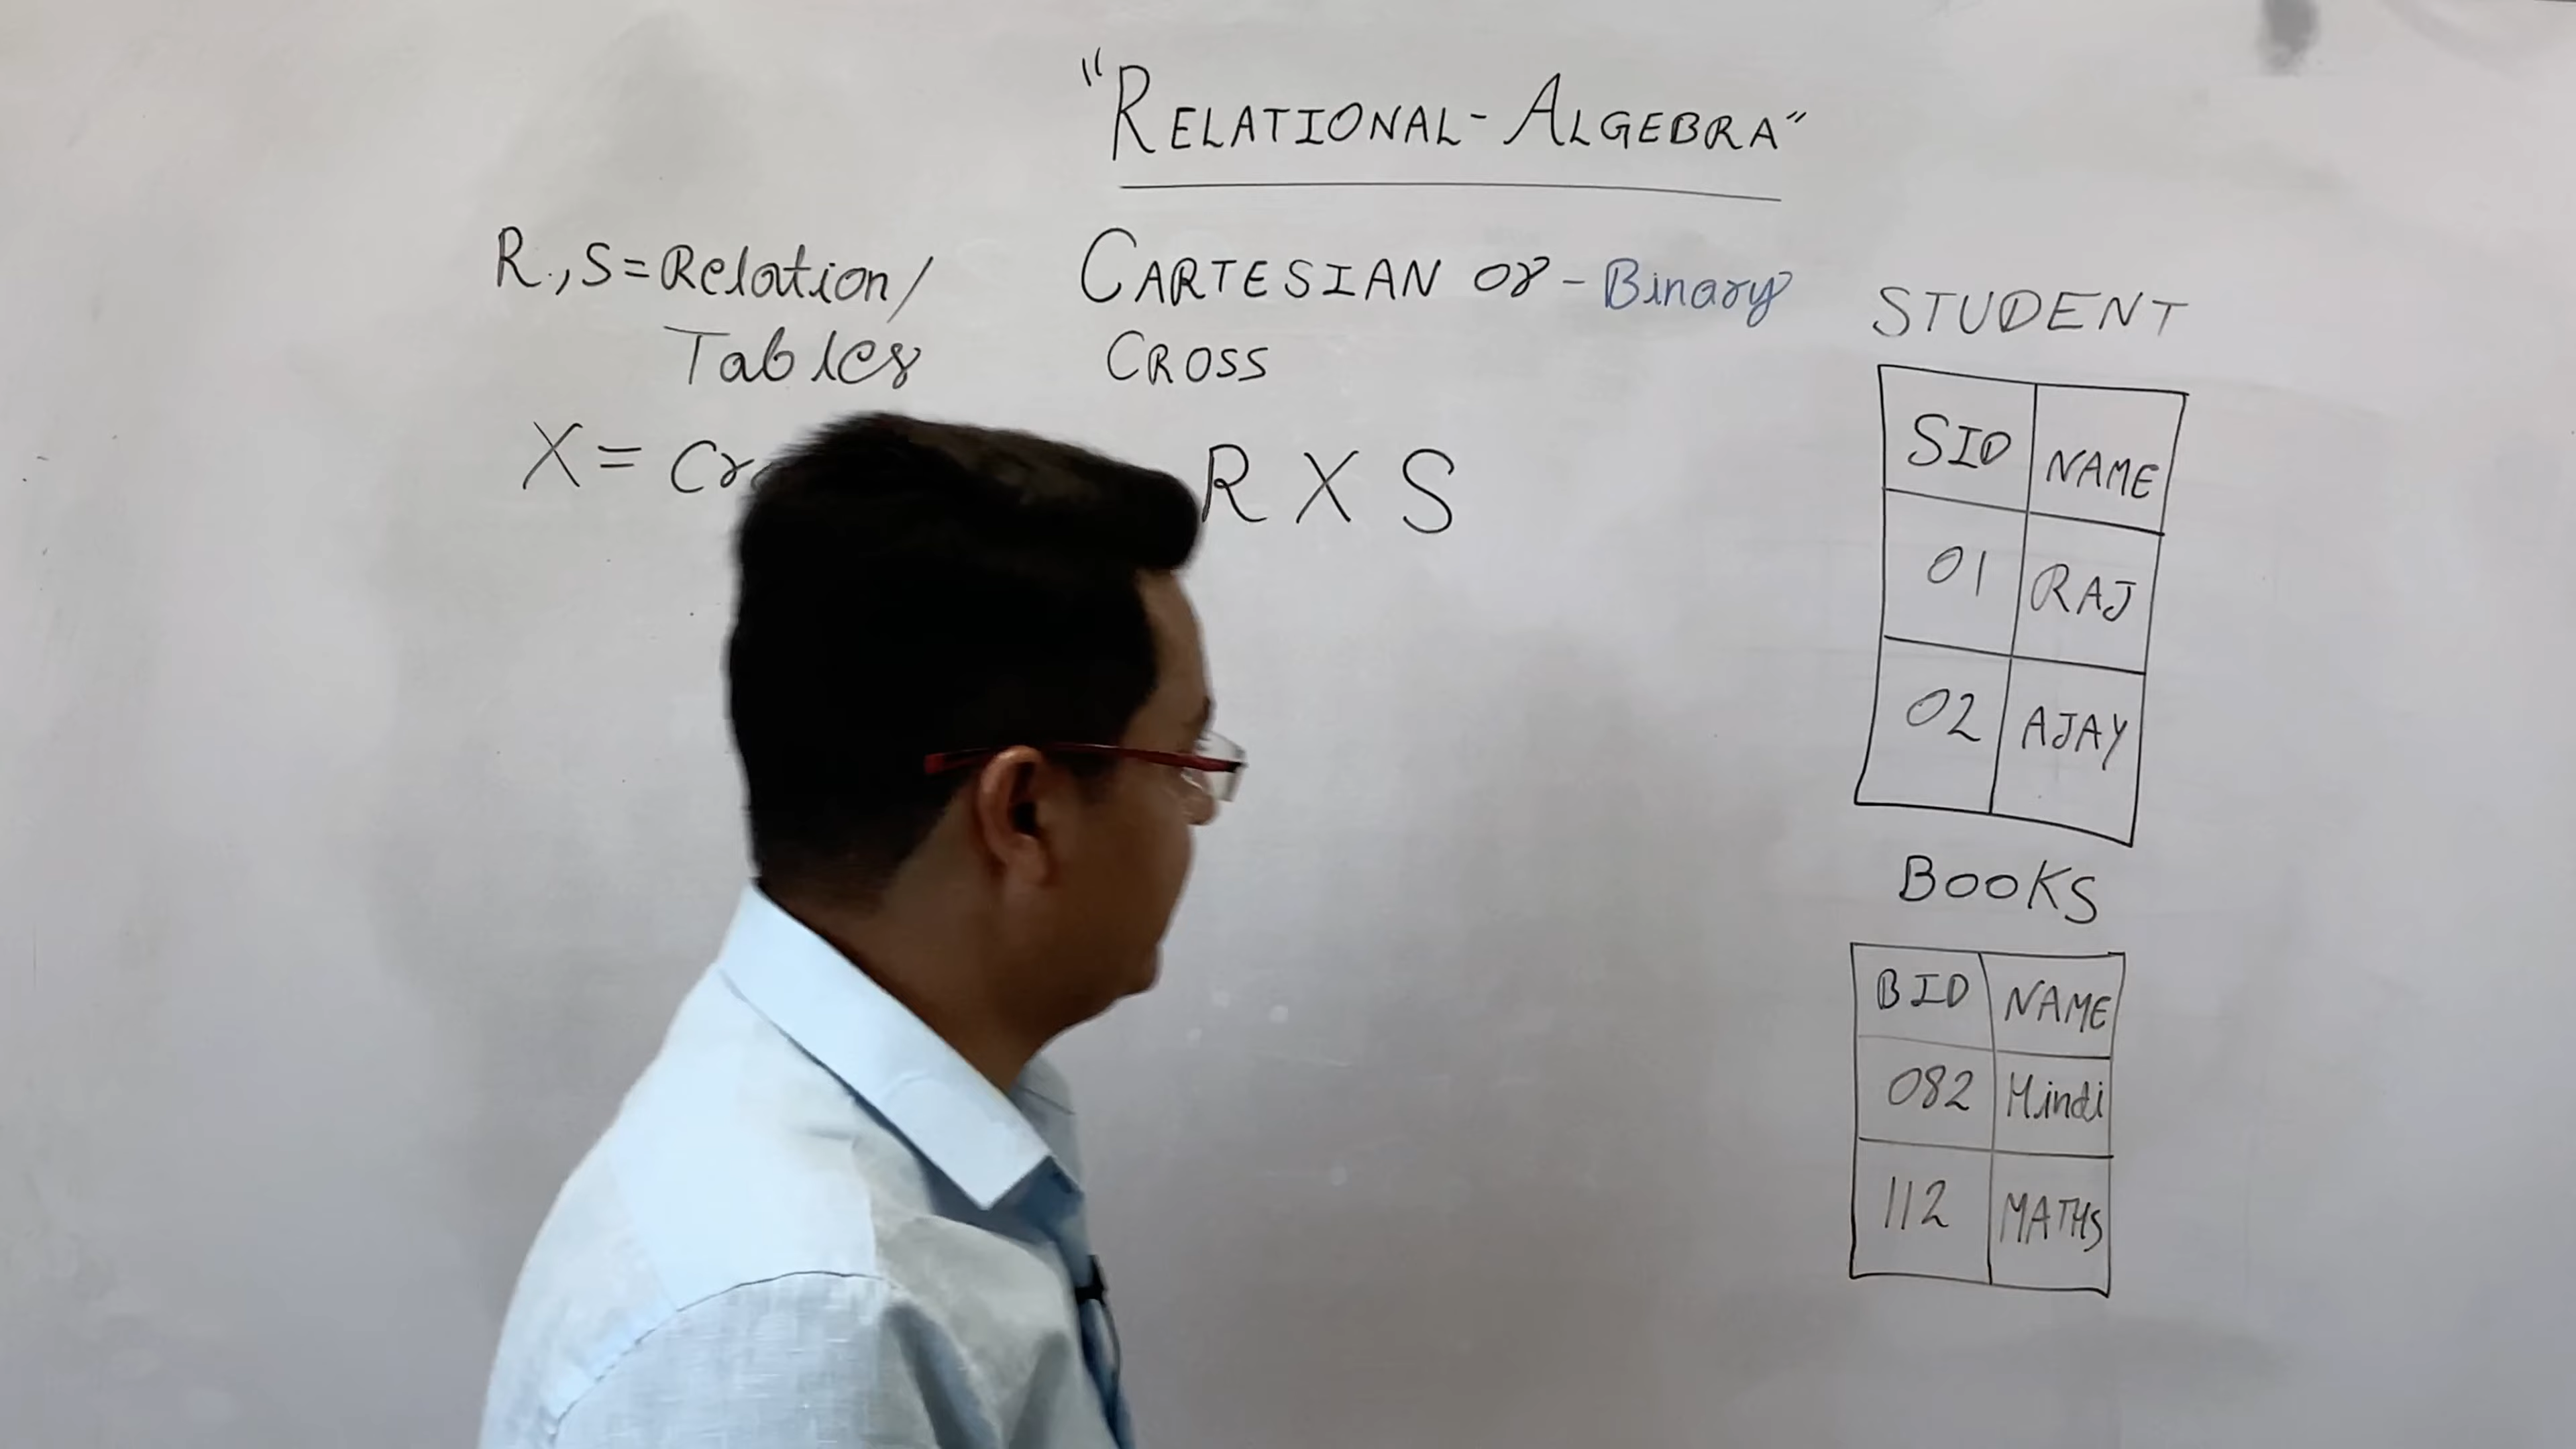 "RELATIONAL-ALGEBRA"
R,S=Relation/
Tables
CARTESIAN or - Binary
CROSS
X =
R X S
STUDENT
SID NAME
01 RAJ
02 AJAY
BOOKS
BID NAME
082 Hindi
112 MATHS